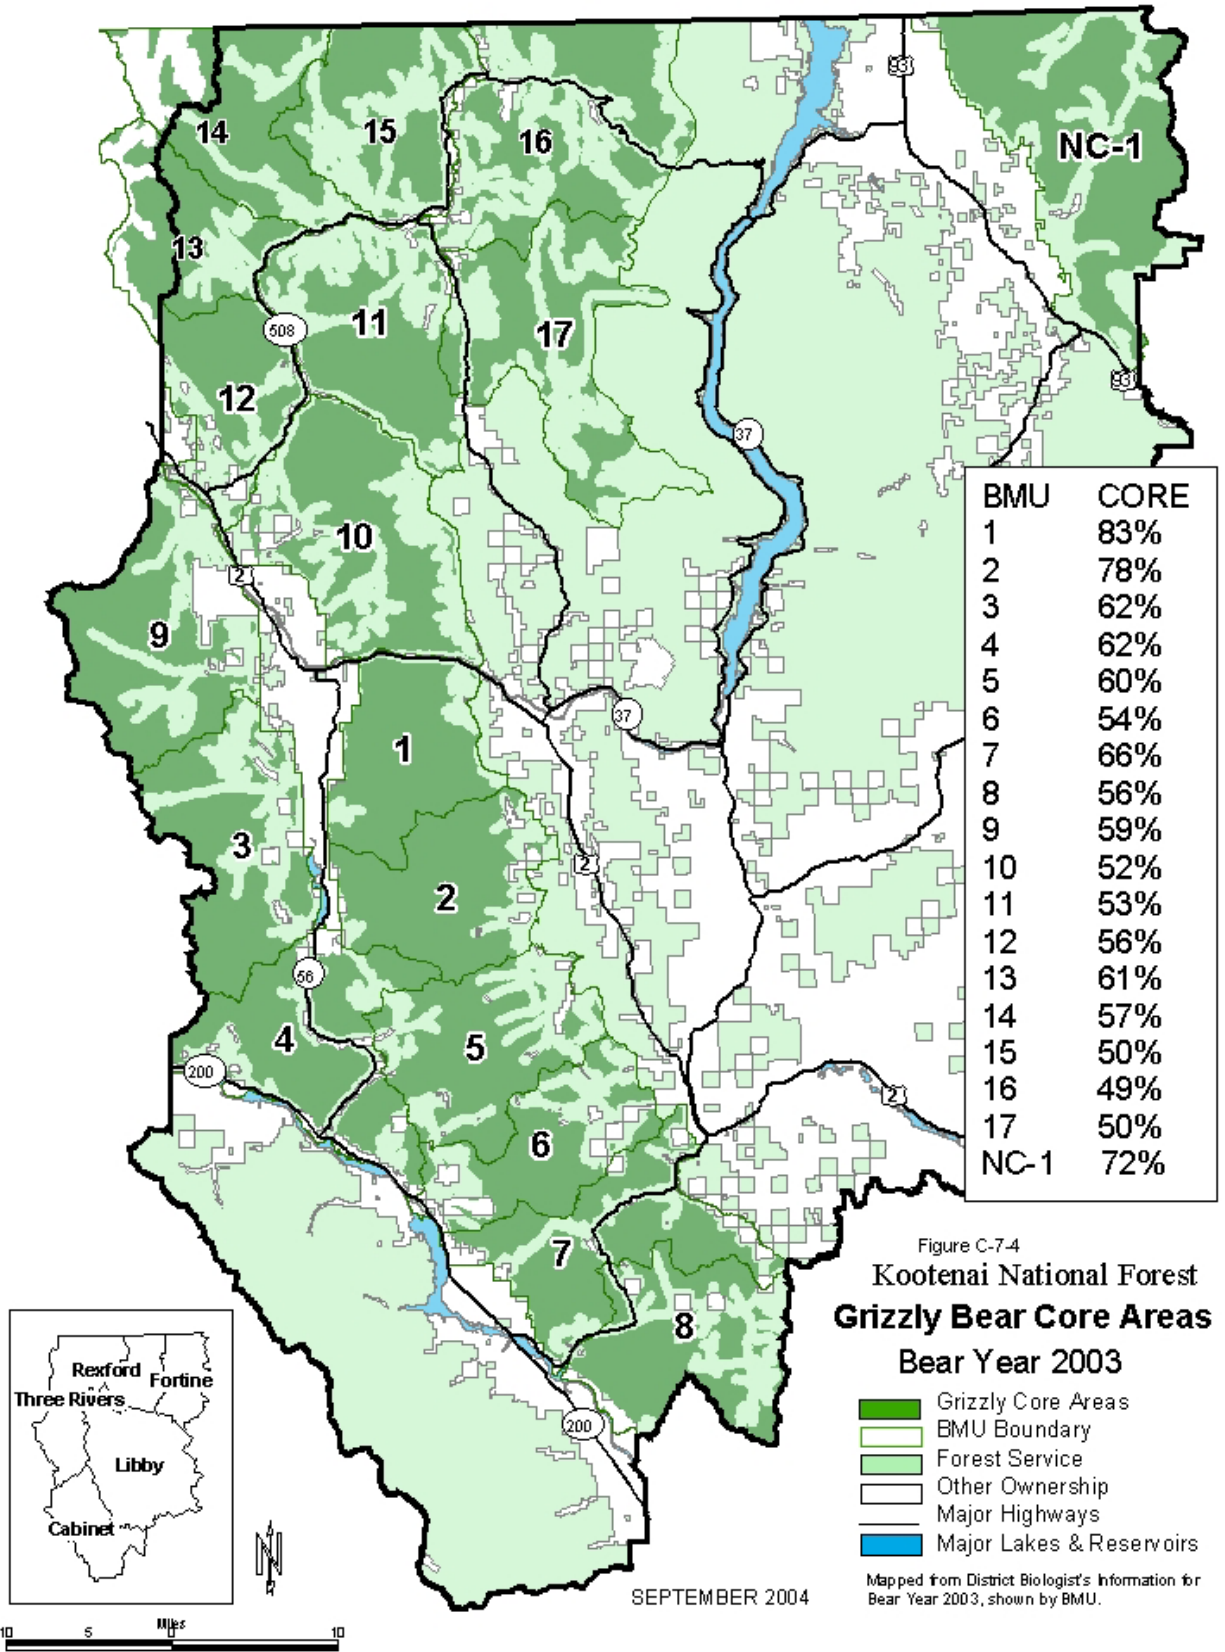 14
15
16
NC-1
93
13
508
11
17
12
93
37
10
2
9
37
1
3
2
2
56
4
5
200
2
6
7
8
200
BMU CORE
1 83%
2 78%
3 62%
4 62%
5 60%
6 54%
7 66%
8 56%
9 59%
10 52%
11 53%
12 56%
13 61%
14 57%
15 50%
16 49%
17 50%
NC-1 72%
Figure C-7-4
Kootenai National Forest
Grizzly Bear Core Areas
Bear Year 2003
Grizzly Core Areas
BMU Boundary
Forest Service
Other Ownership
Major Highways
Major Lakes & Reservoirs
Mapped from District Biologist's Information for
Bear Year 2003, shown by BMU.
SEPTEMBER 2004
Rexford
Fortine
Three Rivers
Libby
Cabinet
N
Miles
10 5 0 10